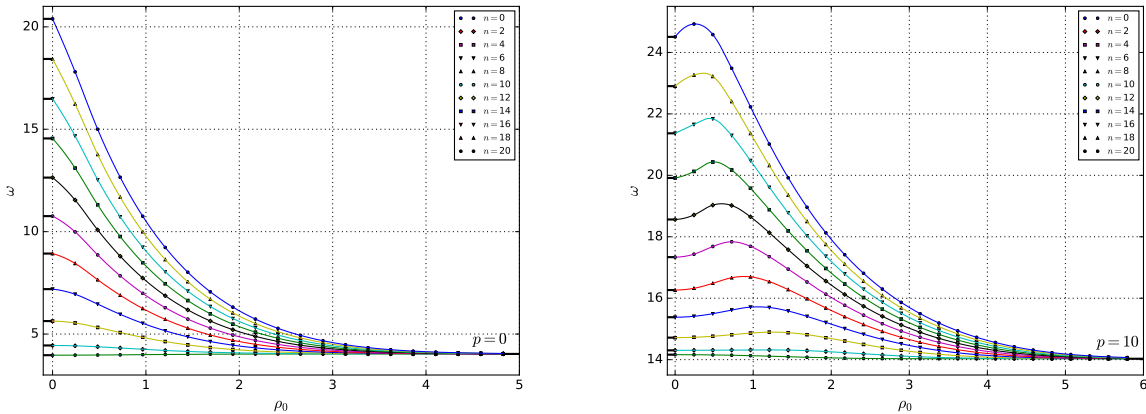 20
15
10
5
ω
0
1
2
3
4
5
ρ₀
n = 0
n = 2
n = 4
n = 6
n = 8
n = 10
n = 12
n = 14
n = 16
n = 18
n = 20
p = 0
24
22
20
18
16
14
ω
0
1
2
3
4
5
6
ρ₀
n = 0
n = 2
n = 4
n = 6
n = 8
n = 10
n = 12
n = 14
n = 16
n = 18
n = 20
p = 10